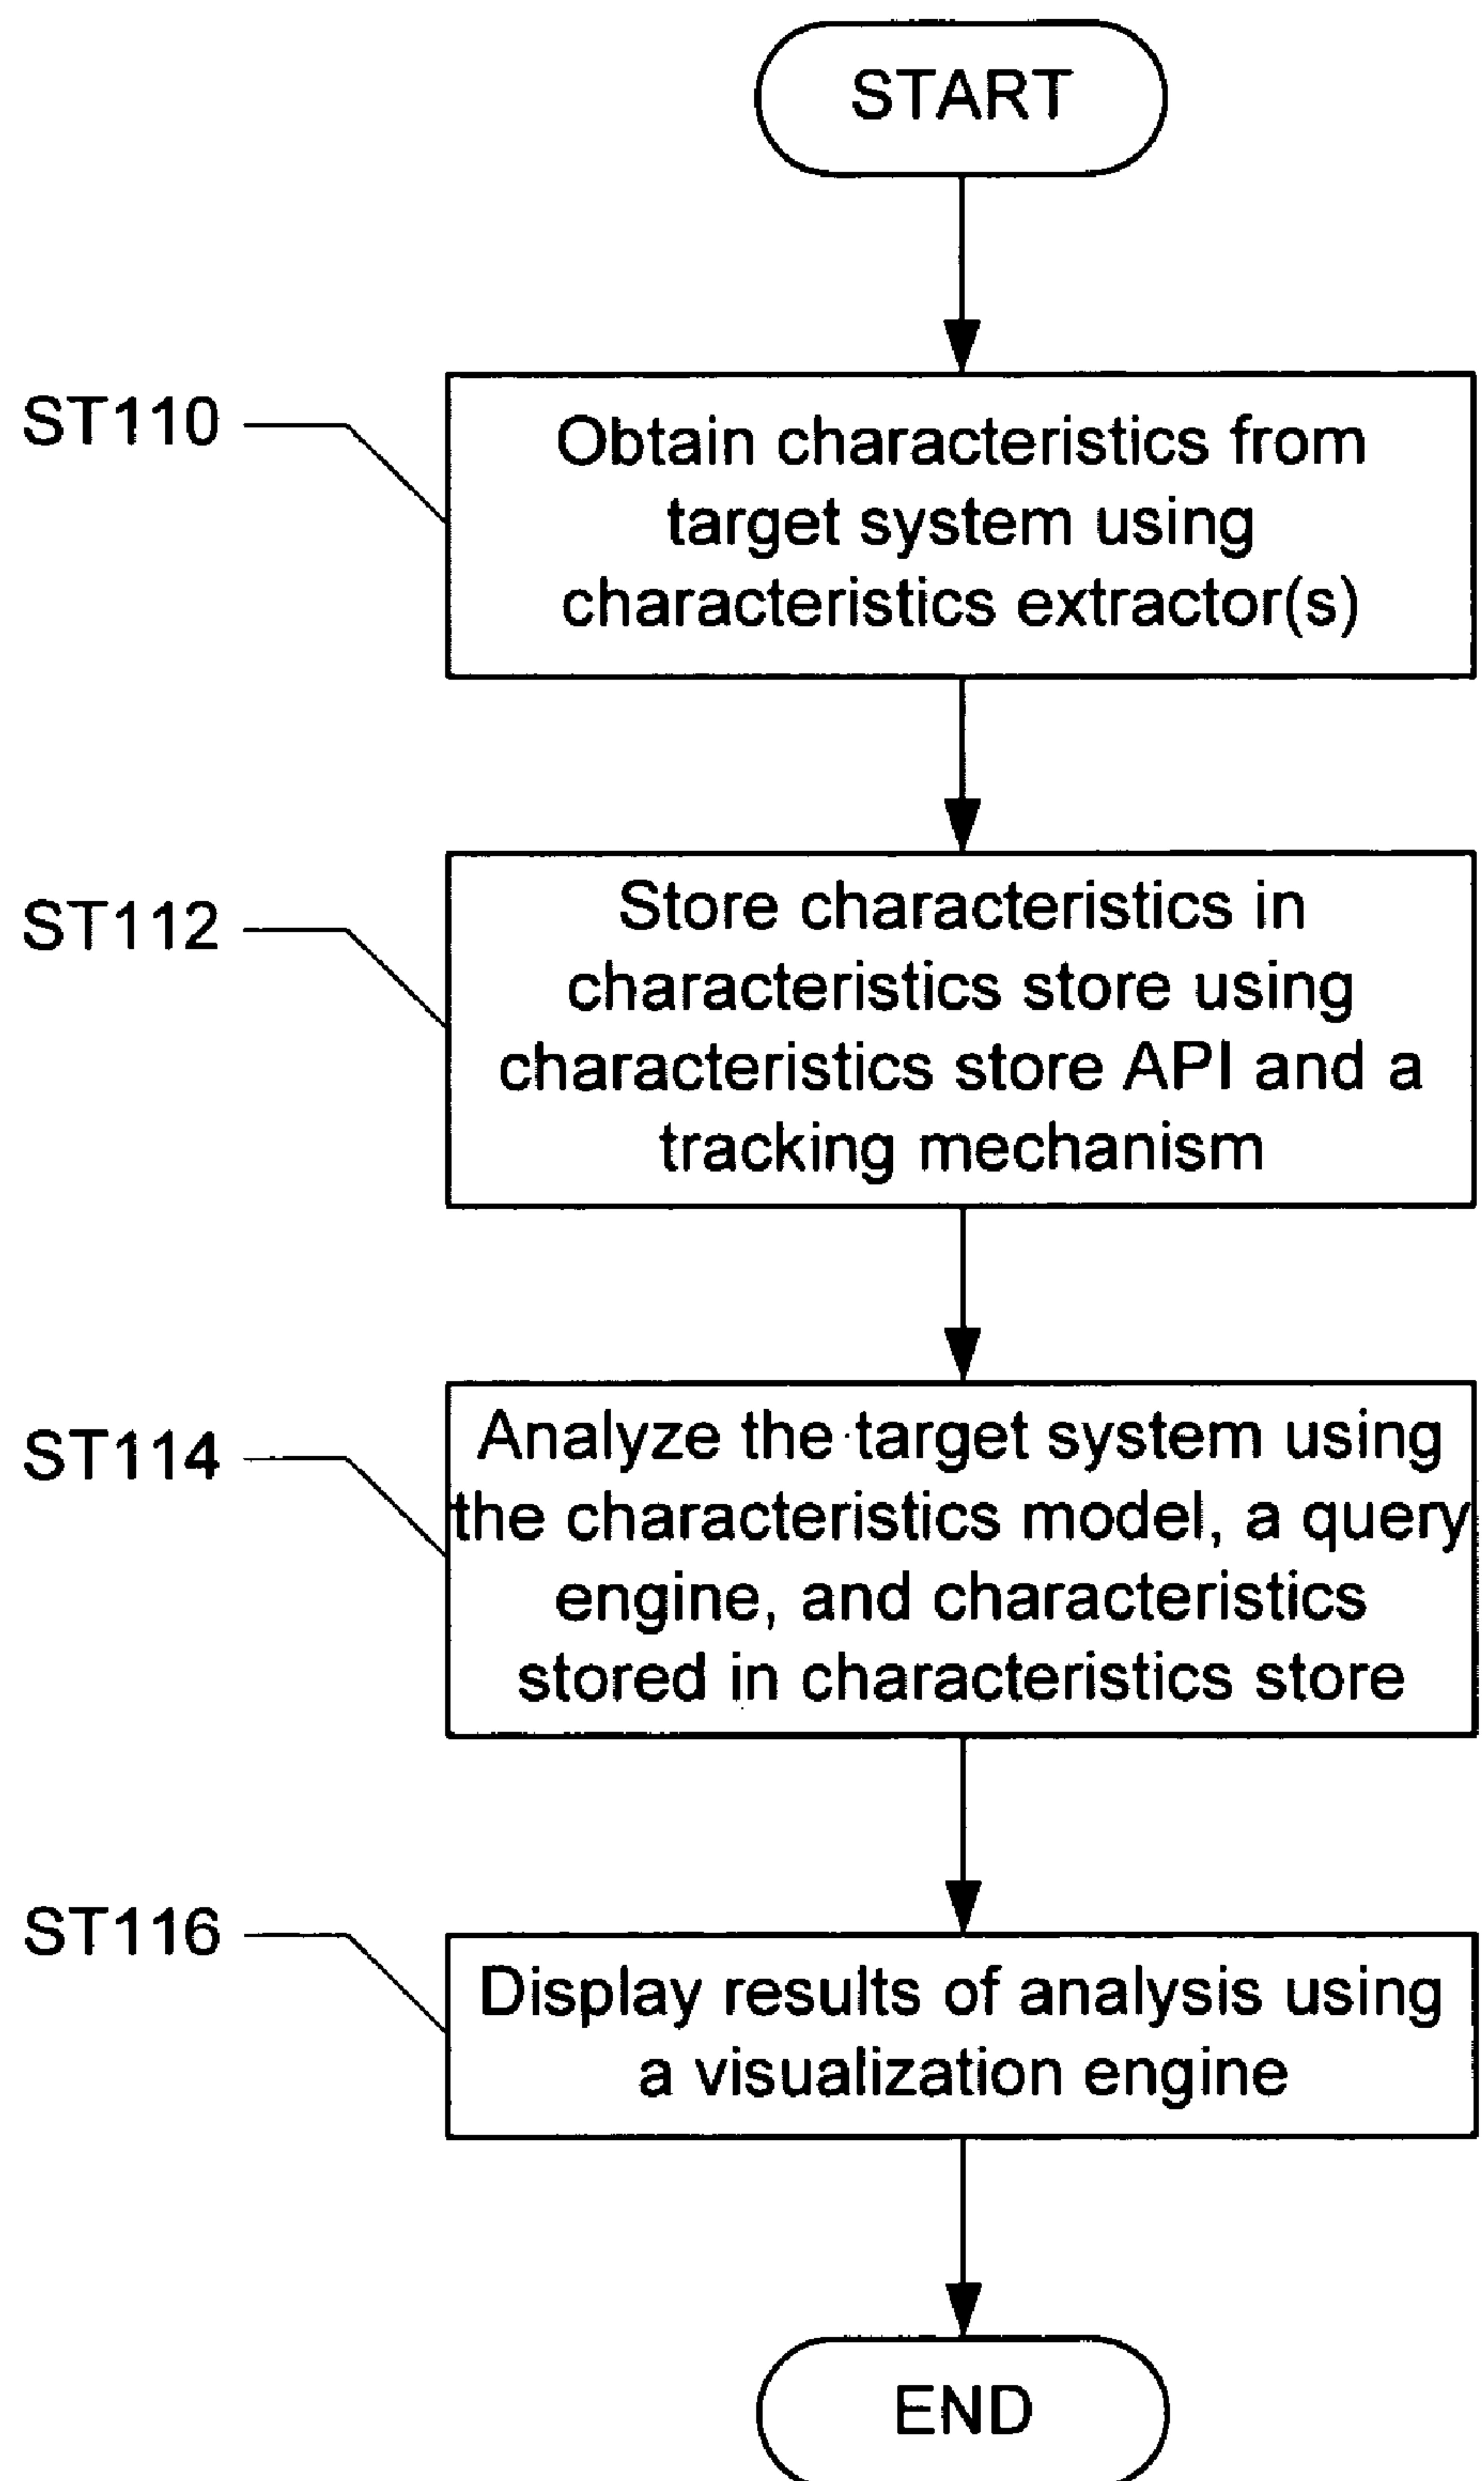 START
ST110
Obtain characteristics from
target system using
characteristics extractor(s)
ST112
Store characteristics in
characteristics store using
characteristics store API and a
tracking mechanism
ST114
Analyze the target system using
the characteristics model, a query
engine, and characteristics
stored in characteristics store
ST116
Display results of analysis using
a visualization engine
END